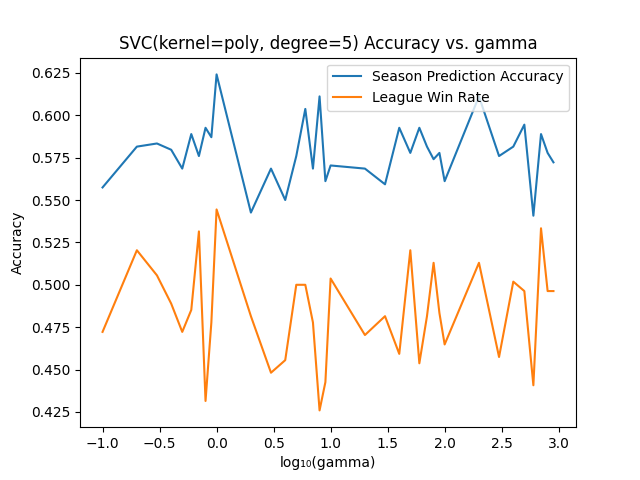 SVC(kernel=poly, degree=5) Accuracy vs. gamma
Season Prediction Accuracy
League Win Rate
0.625
0.600
0.575
0.550
0.525
0.500
0.475
0.450
0.425
Accuracy
−1.0 −0.5 0.0 0.5 1.0 1.5 2.0 2.5 3.0
log₁₀(gamma)